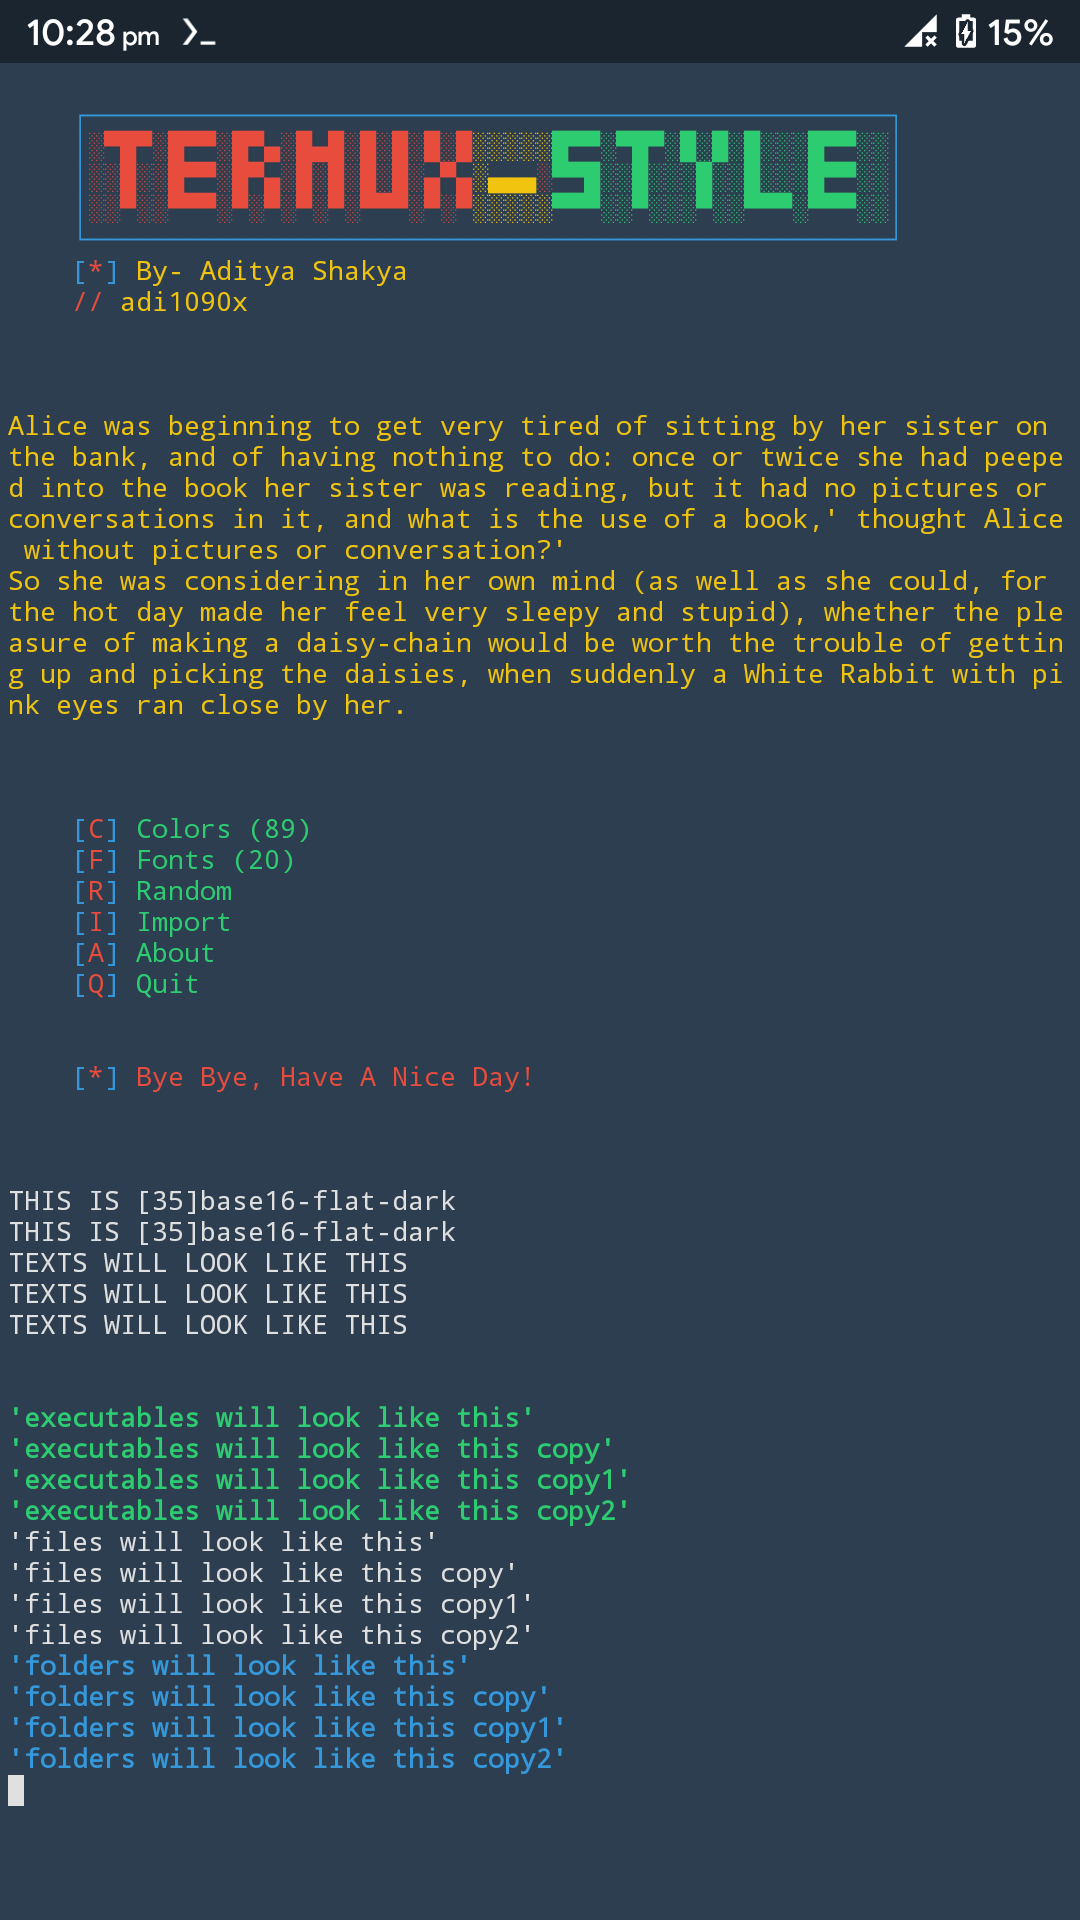 10:28 pm 15%
TERMUX-STYLE
[*] By- Aditya Shakya
// adi1090x
Alice was beginning to get very tired of sitting by her sister on
the bank, and of having nothing to do: once or twice she had peepe
d into the book her sister was reading, but it had no pictures or
conversations in it, and what is the use of a book,' thought Alice
without pictures or conversation?'
So she was considering in her own mind (as well as she could, for
the hot day made her feel very sleepy and stupid), whether the ple
asure of making a daisy-chain would be worth the trouble of gettin
g up and picking the daisies, when suddenly a White Rabbit with pi
nk eyes ran close by her.
[C] Colors (89)
[F] Fonts (20)
[R] Random
[I] Import
[A] About
[Q] Quit
[*] Bye Bye, Have A Nice Day!
THIS IS [35]base16-flat-dark
THIS IS [35]base16-flat-dark
TEXTS WILL LOOK LIKE THIS
TEXTS WILL LOOK LIKE THIS
TEXTS WILL LOOK LIKE THIS
'executables will look like this'
'executables will look like this copy'
'executables will look like this copy1'
'executables will look like this copy2'
'files will look like this'
'files will look like this copy'
'files will look like this copy1'
'files will look like this copy2'
'folders will look like this'
'folders will look like this copy'
'folders will look like this copy1'
'folders will look like this copy2'